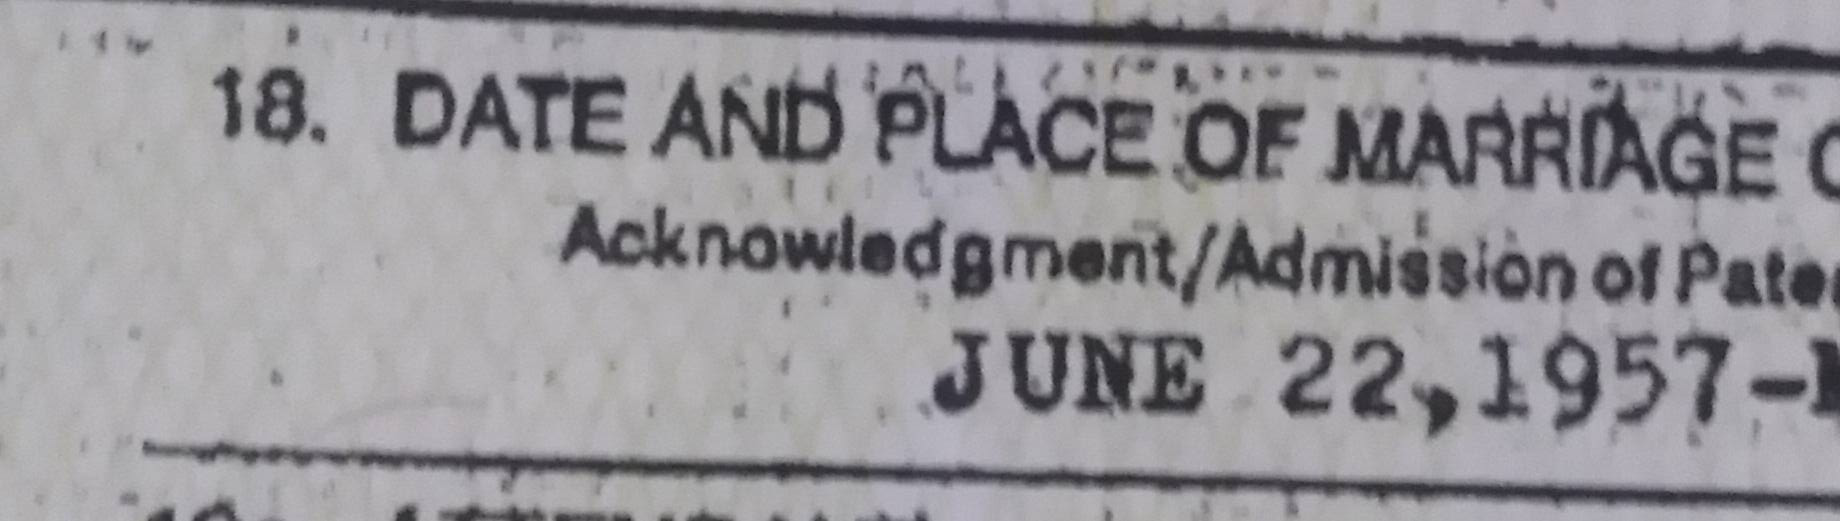 18. DATE AND PLACE OF MARRIAGE
Acknowledgment/Admission of
JUNE 22,1957-